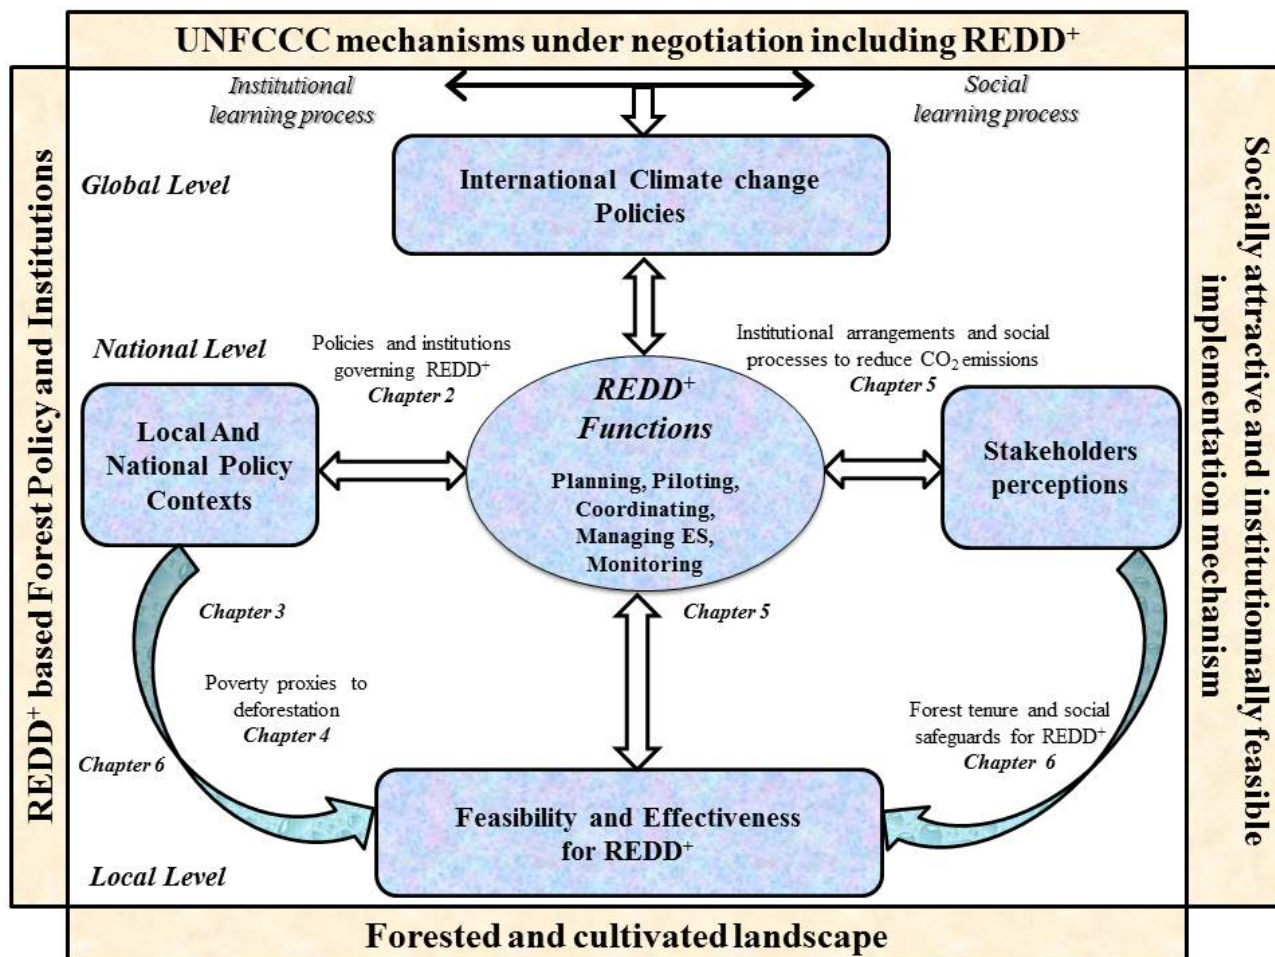 UNFCCC mechanisms under negotiation including REDD⁺
Institutional
learning process
Social
learning process
Global Level
International Climate change
Policies
National Level
Policies and institutions
governing REDD⁺
Chapter 2
Institutional arrangements and social
processes to reduce CO₂ emissions
Chapter 5
Local And
National Policy
Contexts
REDD⁺
Functions
Planning, Piloting,
Coordinating,
Managing ES,
Monitoring
Stakeholders
perceptions
Chapter 3
Chapter 5
Poverty proxies to
deforestation
Chapter 4
Forest tenure and social
safeguards for REDD⁺
Chapter 6
Chapter 6
Feasibility and Effectiveness
for REDD⁺
Local Level
Forested and cultivated landscape
REDD⁺ based Forest Policy and Institutions
Socially attractive and institutionnally feasible
implementation mechanism